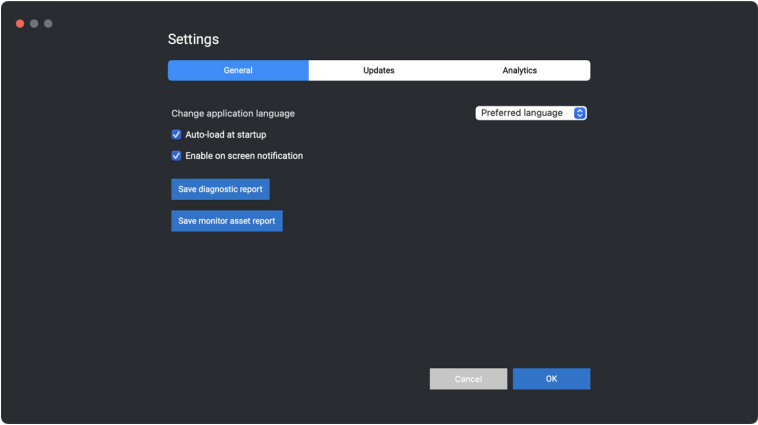 Settings
General Updates Analytics
Change application language Preferred language
Auto-load at startup
Enable on screen notification
Save diagnostic report
Save monitor asset report
Cancel OK